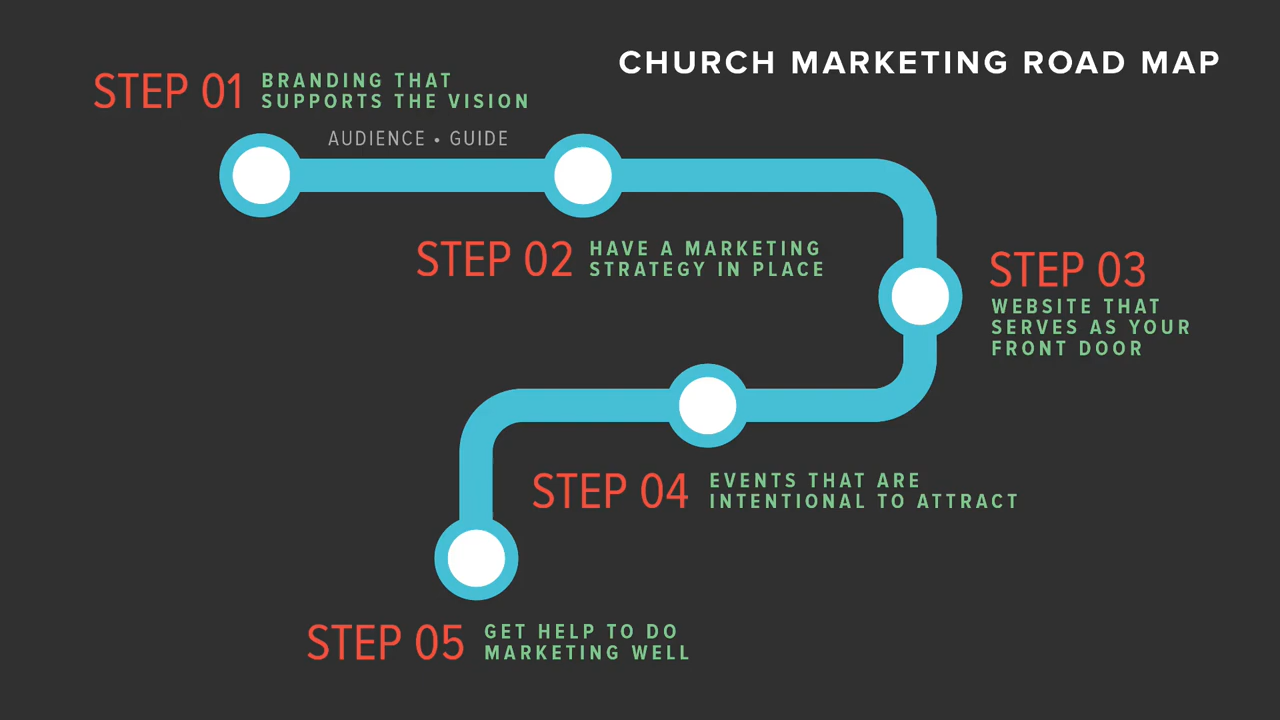 CHURCH MARKETING ROAD MAP
STEP 01
BRANDING THAT
SUPPORTS THE VISION
AUDIENCE • GUIDE
STEP 02
HAVE A MARKETING
STRATEGY IN PLACE
STEP 03
WEBSITE THAT
SERVES AS YOUR
FRONT DOOR
STEP 04
EVENTS THAT ARE
INTENTIONAL TO ATTRACT
STEP 05
GET HELP TO DO
MARKETING WELL